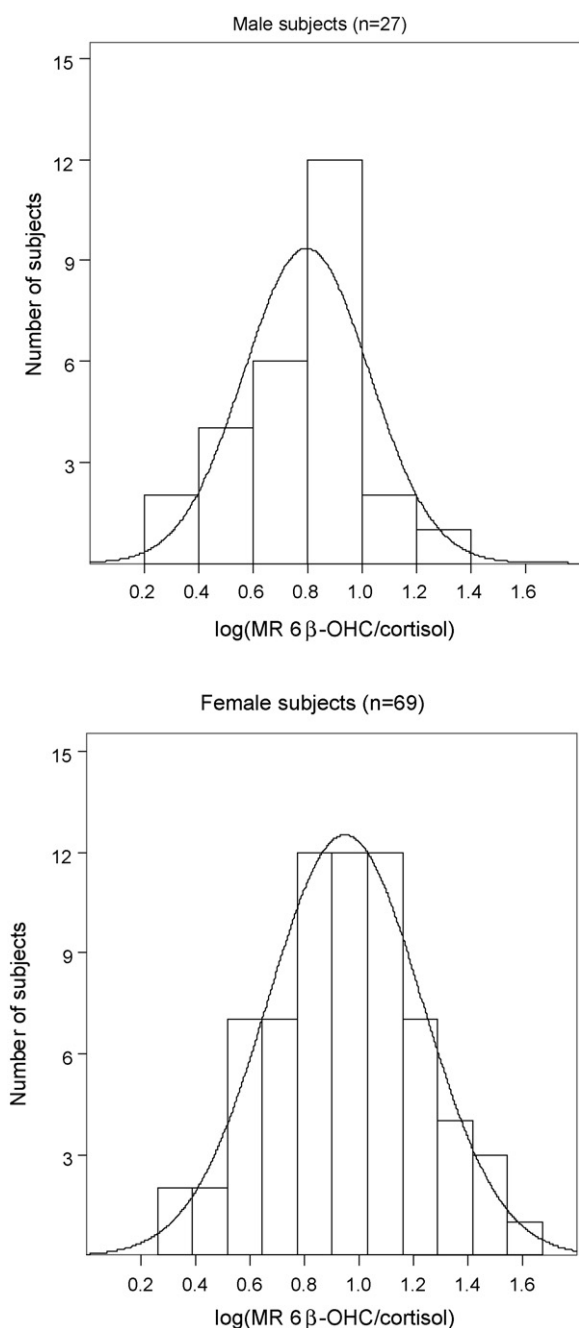 Male subjects (n=27)
15
12
9
6
3
Number of subjects
0.2 0.4 0.6 0.8 1.0 1.2 1.4 1.6
log(MR 6β-OHC/cortisol)
Female subjects (n=69)
15
12
9
6
3
Number of subjects
0.2 0.4 0.6 0.8 1.0 1.2 1.4 1.6
log(MR 6β-OHC/cortisol)